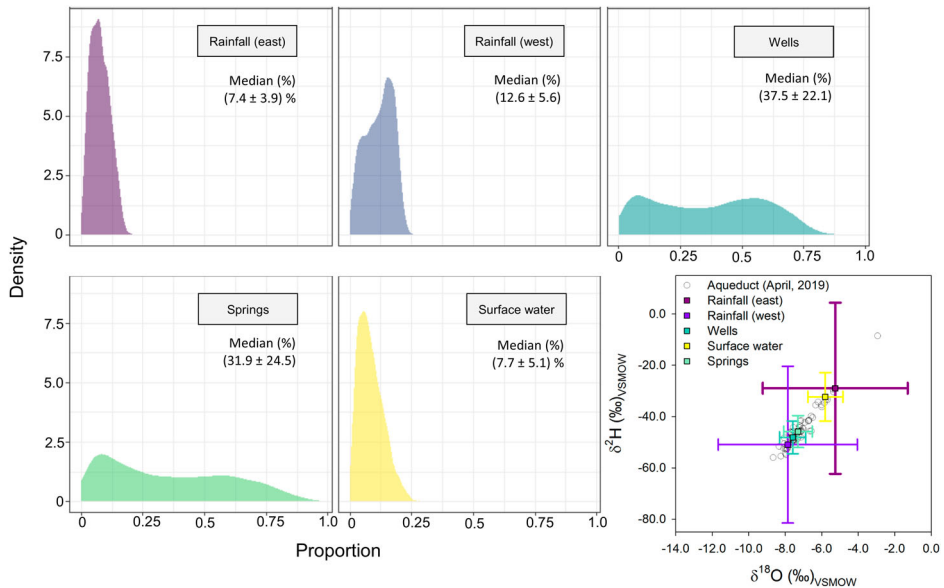 Rainfall (east)
Median (%)
(7.4 ± 3.9) %
Rainfall (west)
Median (%)
(12.6 ± 5.6)
Wells
Median (%)
(37.5 ± 22.1)
7.5
5.0
2.5
0
0 0.25 0.5 0.75 1.0
Density
Springs
Median (%)
(31.9 ± 24.5)
Surface water
Median (%)
(7.7 ± 5.1) %
7.5
5.0
2.5
0
0 0.25 0.5 0.75 1.0
0 0.25 0.5 0.75 1.0
Proportion
Aqueduct (April, 2019)
Rainfall (east)
Rainfall (west)
Wells
Surface water
Springs
0.0
-20.0
-40.0
-60.0
-80.0
δ²H (‰)VSMOW
-14.0 -12.0 -10.0 -8.0 -6.0 -4.0 -2.0 0.0
δ¹⁸O (‰)VSMOW